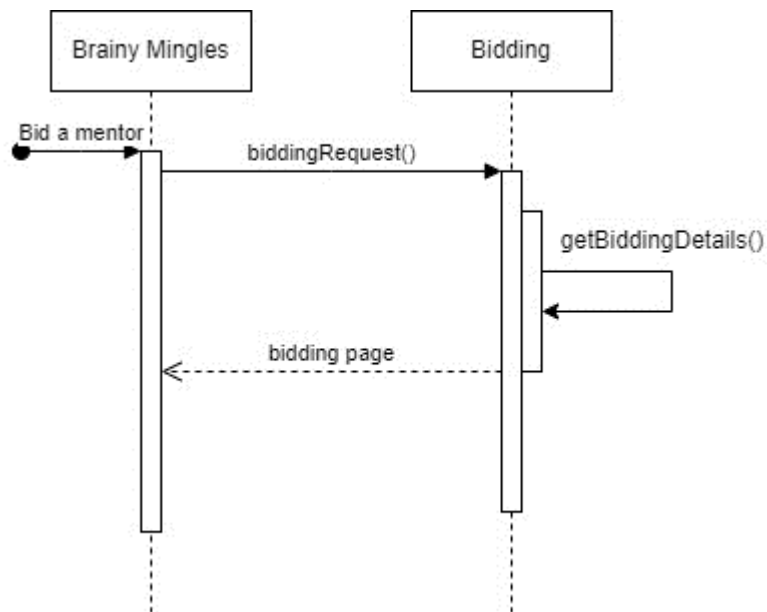 Brainy Mingles
Bidding
Bid a mentor
biddingRequest()
getBiddingDetails()
bidding page